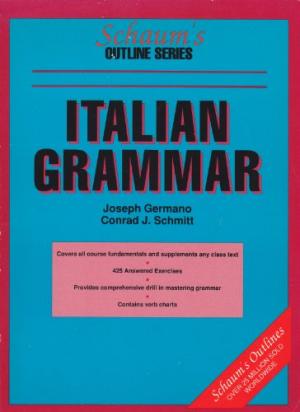 Schaum's
OUTLINE SERIES
ITALIAN
GRAMMAR
Joseph Germano
Conrad J. Schmitt
Covers all course fundamentals and supplements any class text
•
425 Answered Exercises
•
Provides comprehensive drill in mastering grammar
•
Contains verb charts
Schaum's Outlines
OVER 25 MILLION SOLD
WORLDWIDE